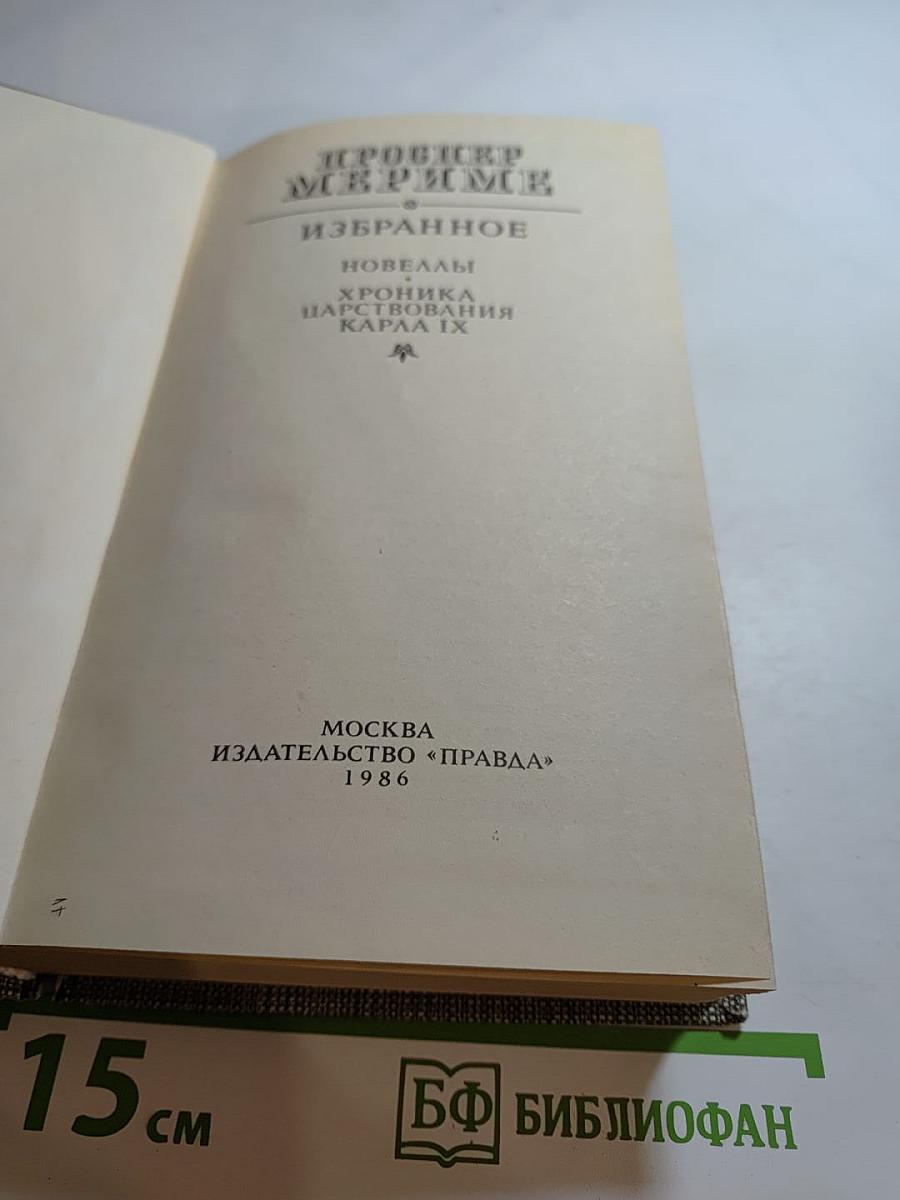 ПРОСПЕР
МЕРИМЕ
ИЗБРАННОЕ
НОВЕЛЛЫ
ХРОНИКА
ЦАРСТВОВАНИЯ
КАРЛА IX
МОСКВА
ИЗДАТЕЛЬСТВО «ПРАВДА»
1986
15 см
БФ БИБЛИОФАН